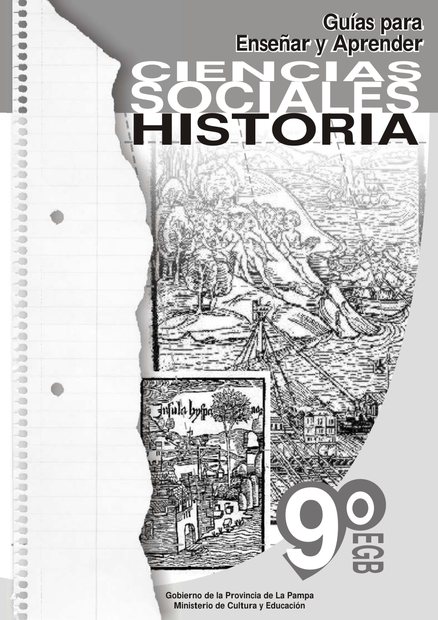 Guías para
Enseñar y Aprender
CIENCIAS
SOCIALES
HISTORIA
Insula hyspana
9º
EGB
Gobierno de la Provincia de La Pampa
Ministerio de Cultura y Educación